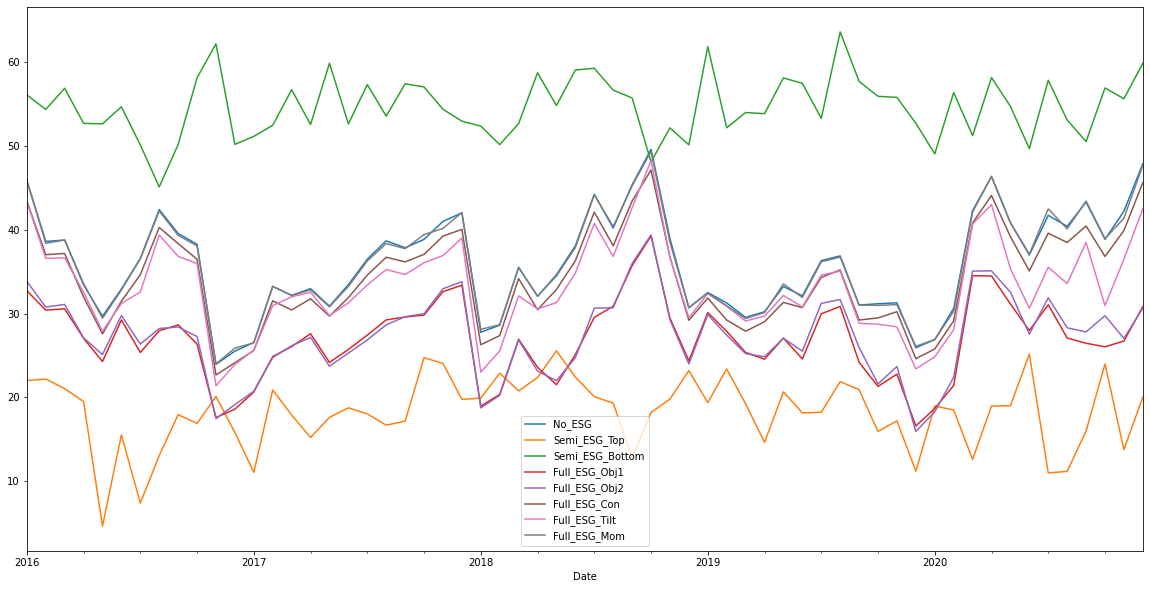 60
50
40
30
20
10
2016
2017
2018
2019
2020
Date
No_ESG
Semi_ESG_Top
Semi_ESG_Bottom
Full_ESG_Obj1
Full_ESG_Obj2
Full_ESG_Con
Full_ESG_Tilt
Full_ESG_Mom